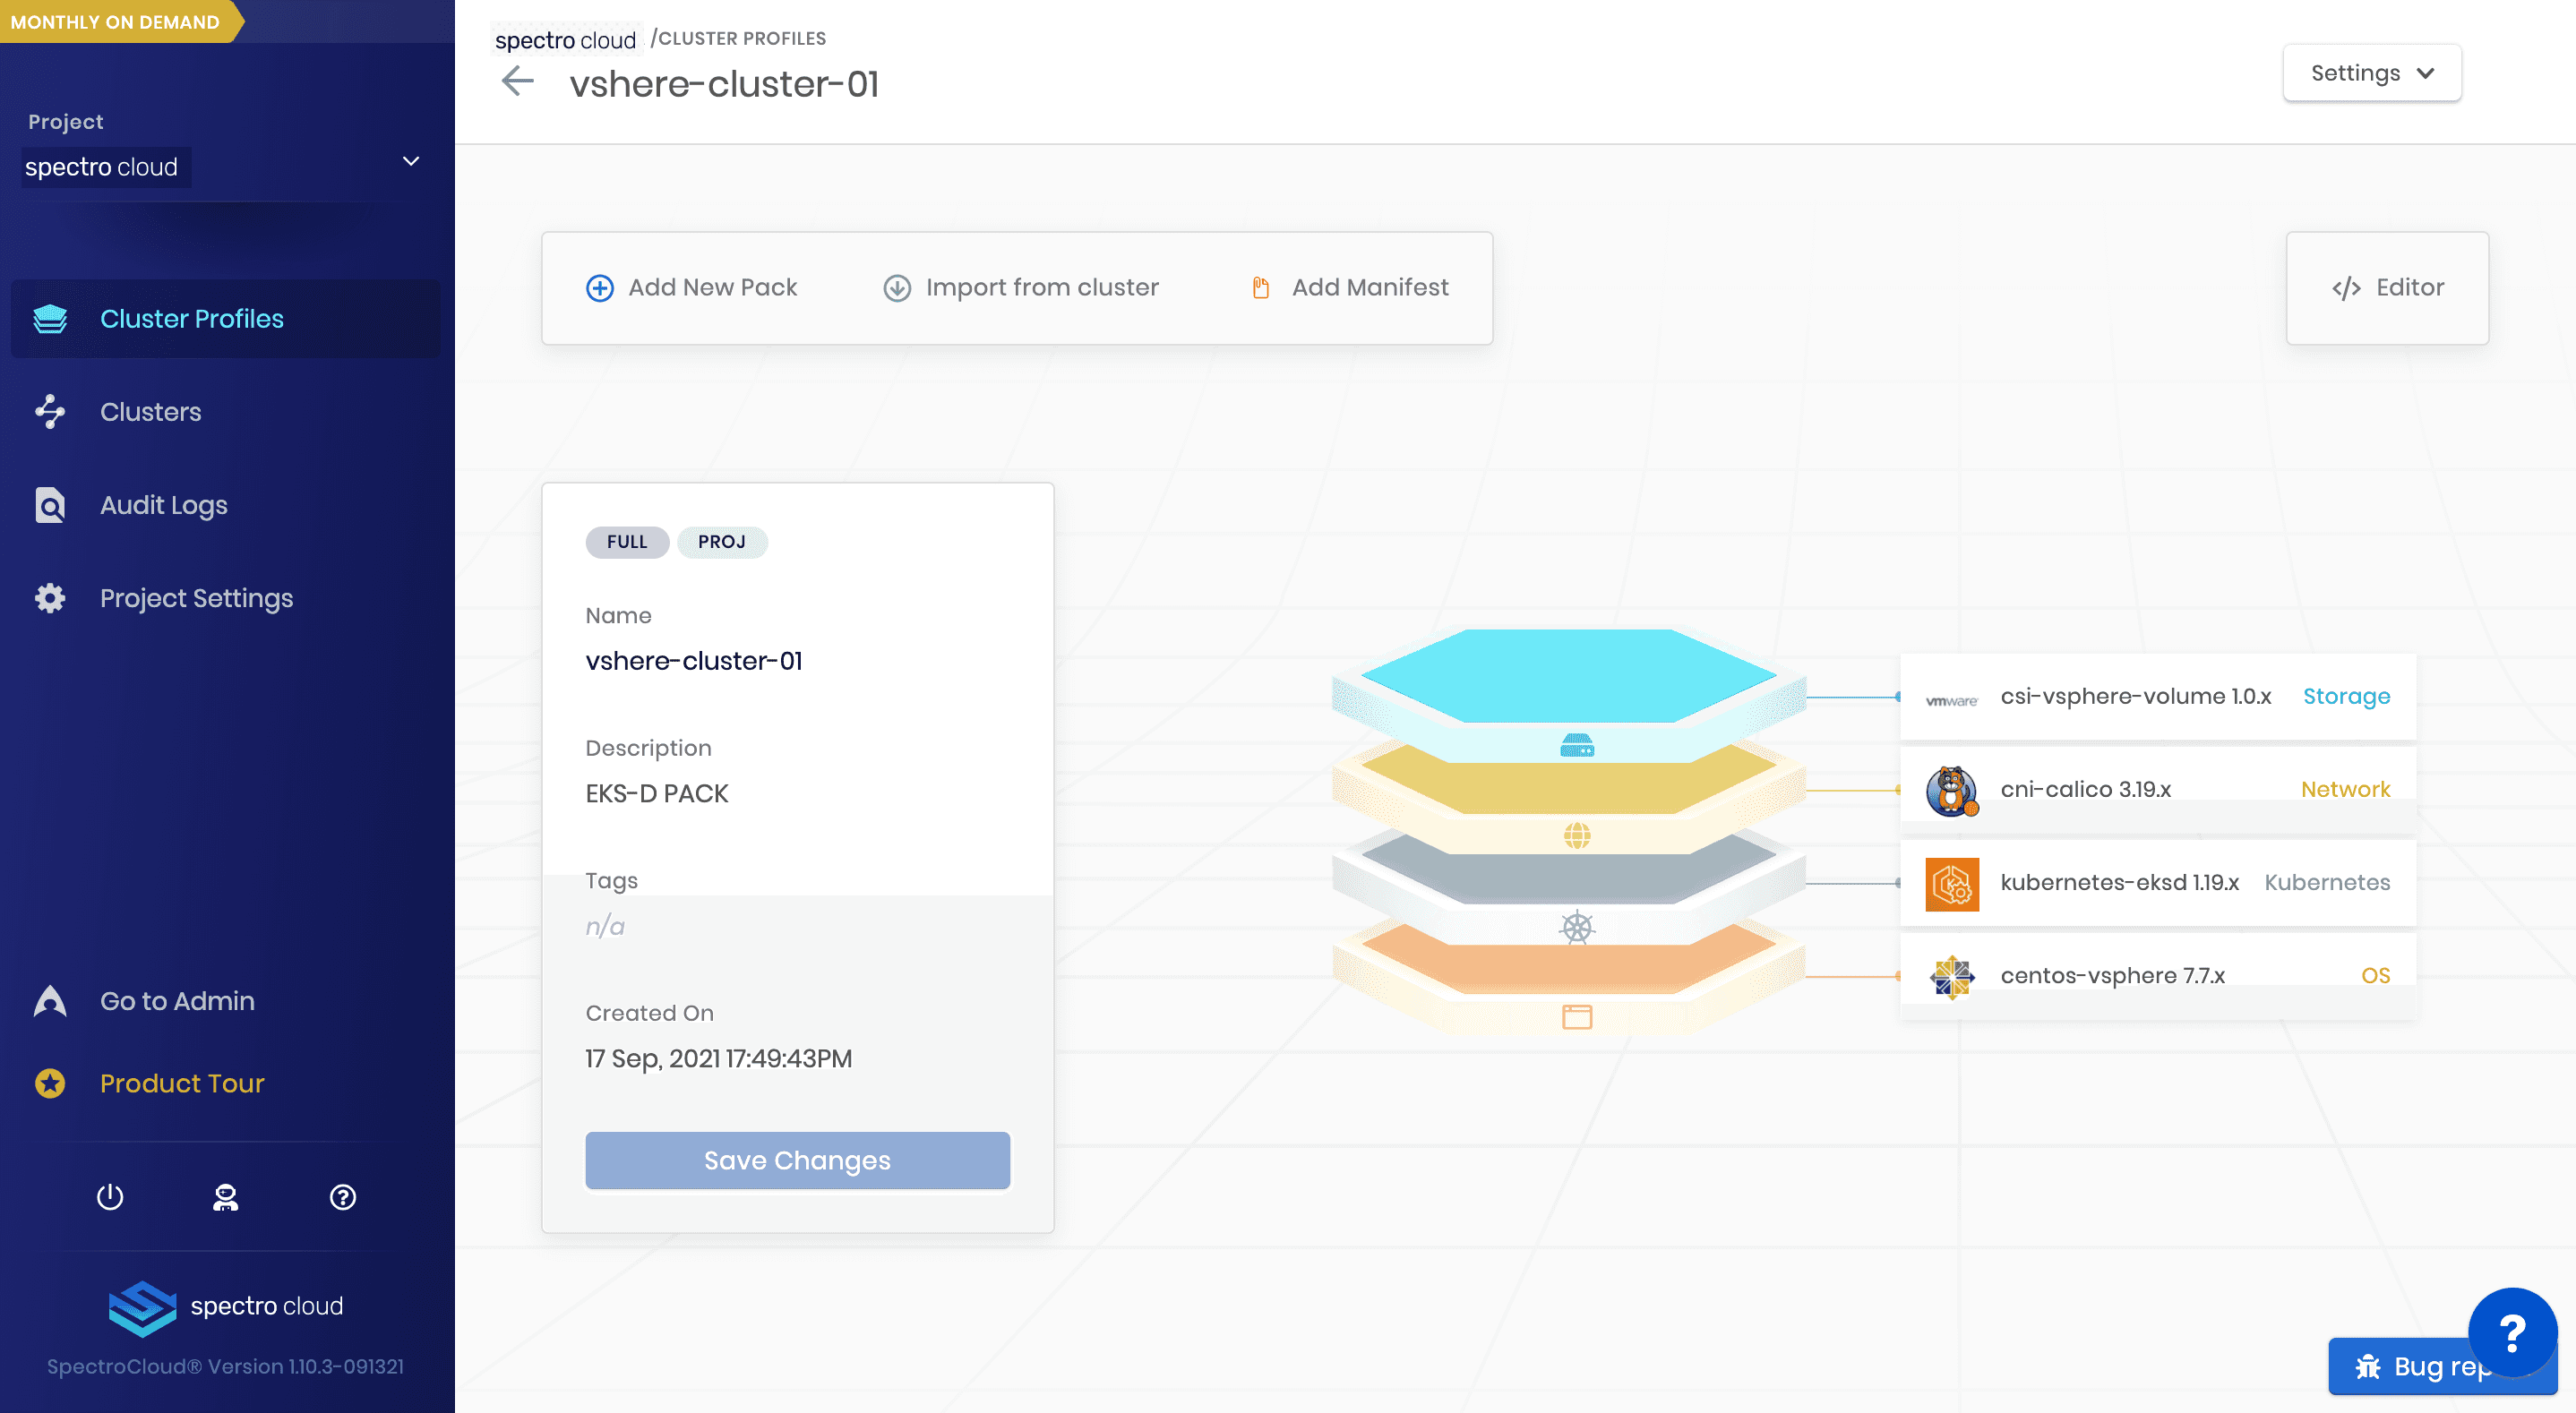 MONTHLY ON DEMAND
Project
spectro cloud
Cluster Profiles
Clusters
Audit Logs
Project Settings
Go to Admin
Product Tour
spectro cloud
SpectroCloud® Version 1.10.3-091321
spectro cloud /CLUSTER PROFILES
vshere-cluster-01
Settings
Add New Pack
Import from cluster
Add Manifest
</> Editor
FULL PROJ
Name
vshere-cluster-01
Description
EKS-D PACK
Tags
n/a
Created On
17 Sep, 2021 17:49:43PM
Save Changes
vmware csi-vsphere-volume 1.0.x Storage
cni-calico 3.19.x Network
kubernetes-eksd 1.19.x Kubernetes
centos-vsphere 7.7.x OS
?
Bug rep